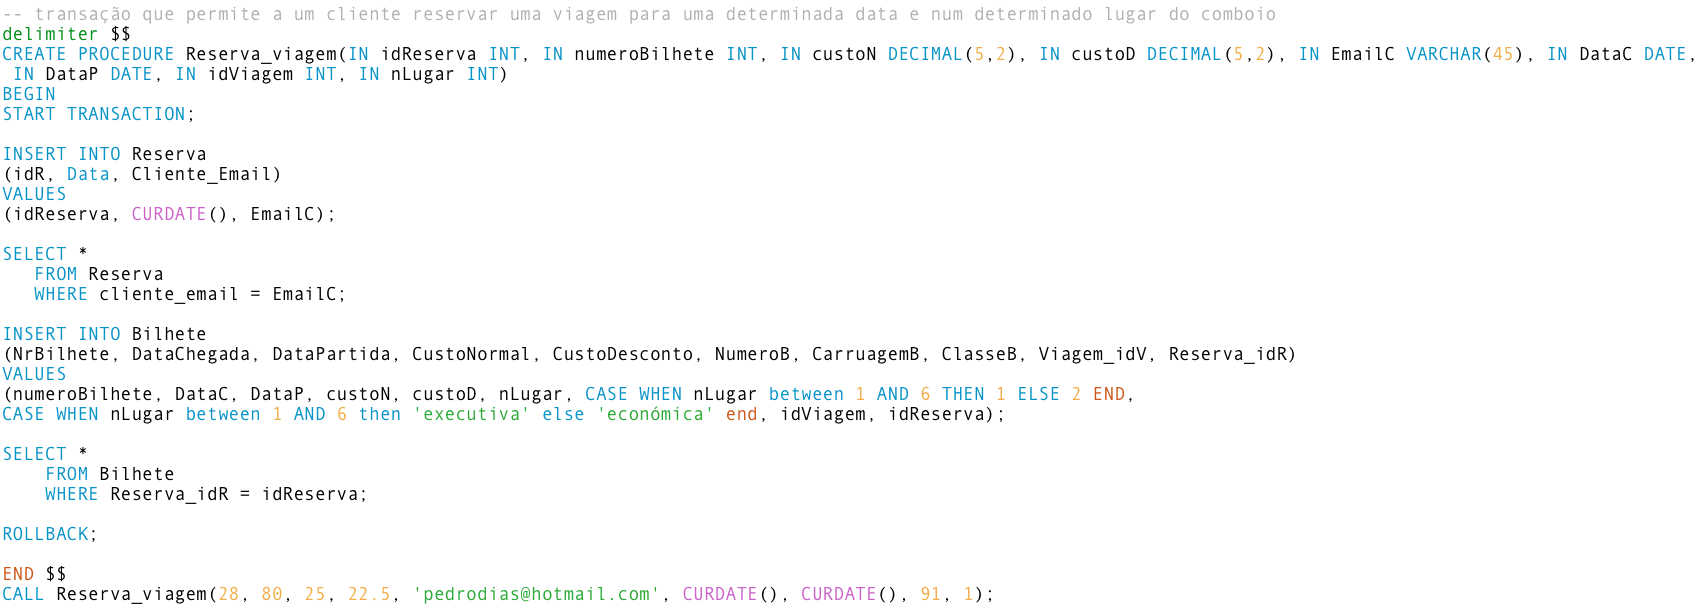 -- transação que permite a um cliente reservar uma viagem para uma determinada data e num determinado lugar do comboio
delimiter $$
CREATE PROCEDURE Reserva_viagem(IN idReserva INT, IN numeroBilhete INT, IN custoN DECIMAL(5,2), IN custoD DECIMAL(5,2), IN EmailC VARCHAR(45), IN DataC DATE,
 IN DataP DATE, IN idViagem INT, IN nLugar INT)
BEGIN
START TRANSACTION;

INSERT INTO Reserva
(idR, Data, Cliente_Email)
VALUES
(idReserva, CURDATE(), EmailC);

SELECT *
   FROM Reserva
   WHERE cliente_email = EmailC;

INSERT INTO Bilhete
(NrBilhete, DataChegada, DataPartida, CustoNormal, CustoDesconto, NumeroB, CarruagemB, ClasseB, Viagem_idV, Reserva_idR)
VALUES
(numeroBilhete, DataC, DataP, custoN, custoD, nLugar, CASE WHEN nLugar between 1 AND 6 THEN 1 ELSE 2 END,
CASE WHEN nLugar between 1 AND 6 then 'executiva' else 'económica' end, idViagem, idReserva);

SELECT *
    FROM Bilhete
    WHERE Reserva_idR = idReserva;

ROLLBACK;

END $$
CALL Reserva_viagem(28, 80, 25, 22.5, 'pedrodias@hotmail.com', CURDATE(), CURDATE(), 91, 1);